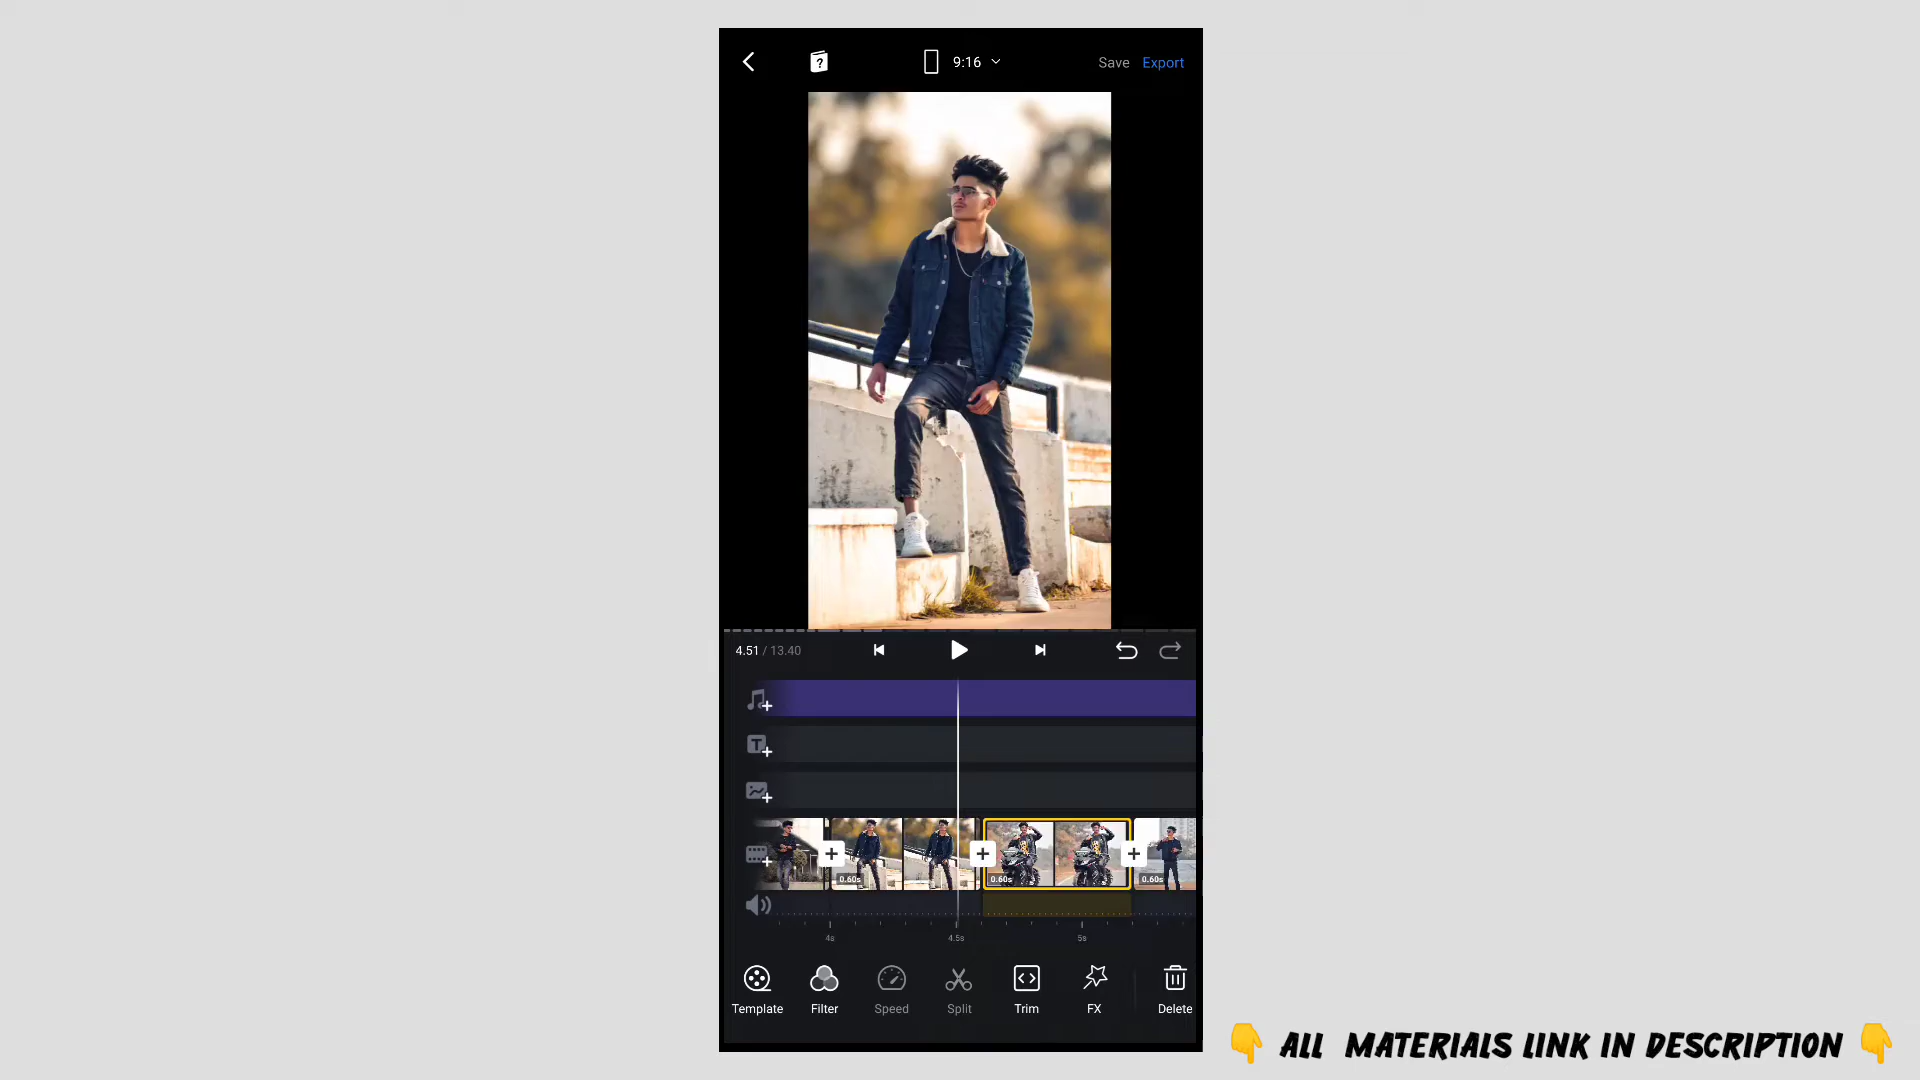 ?
9:16
Save
Export
4.51 / 13.40
T
0.60s
0.60s
0.60s
4s
4.5s
5s
Template
Filter
Speed
Split
Trim
FX
Delete
👇 ALL MATERIALS LINK IN DESCRIPTION 👇